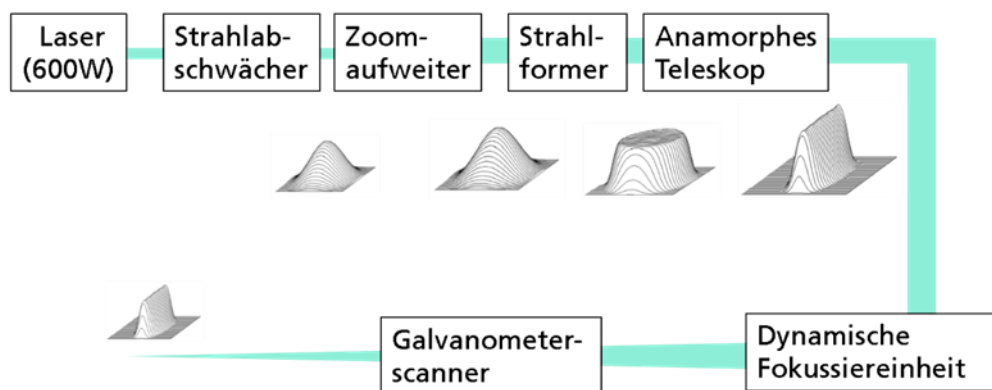 Laser
(600W)
Strahlab-
schwächer
Zoom-
aufweiter
Strahl-
former
Anamorphes
Teleskop
Galvanometer-
scanner
Dynamische
Fokussiereinheit